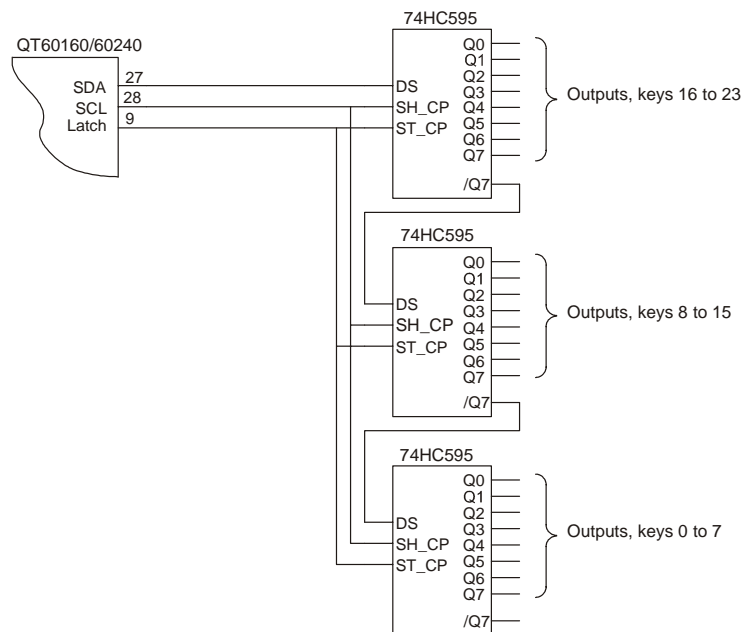 QT60160/60240
SDA 27
SCL 28
Latch 9
74HC595
DS
SH_CP
ST_CP
Q0
Q1
Q2
Q3
Q4
Q5
Q6
Q7
/Q7
Outputs, keys 16 to 23
74HC595
DS
SH_CP
ST_CP
Q0
Q1
Q2
Q3
Q4
Q5
Q6
Q7
/Q7
Outputs, keys 8 to 15
74HC595
DS
SH_CP
ST_CP
Q0
Q1
Q2
Q3
Q4
Q5
Q6
Q7
/Q7
Outputs, keys 0 to 7